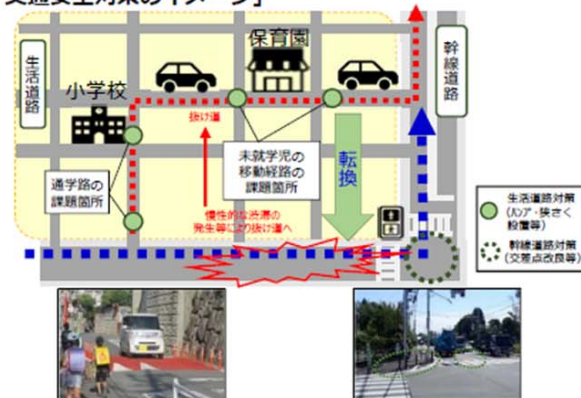 交通安全対策のイメージ]
生活道路
小学校
保育園
幹線道路
抜け道
通学路の
課題箇所
未就学児の
移動経路の
課題箇所
転換
慢性的な渋滞の
発生等により抜け道へ
生活道路対策
(ハンプ・狭さく
設置等)
幹線道路対策
(交差点改良等)